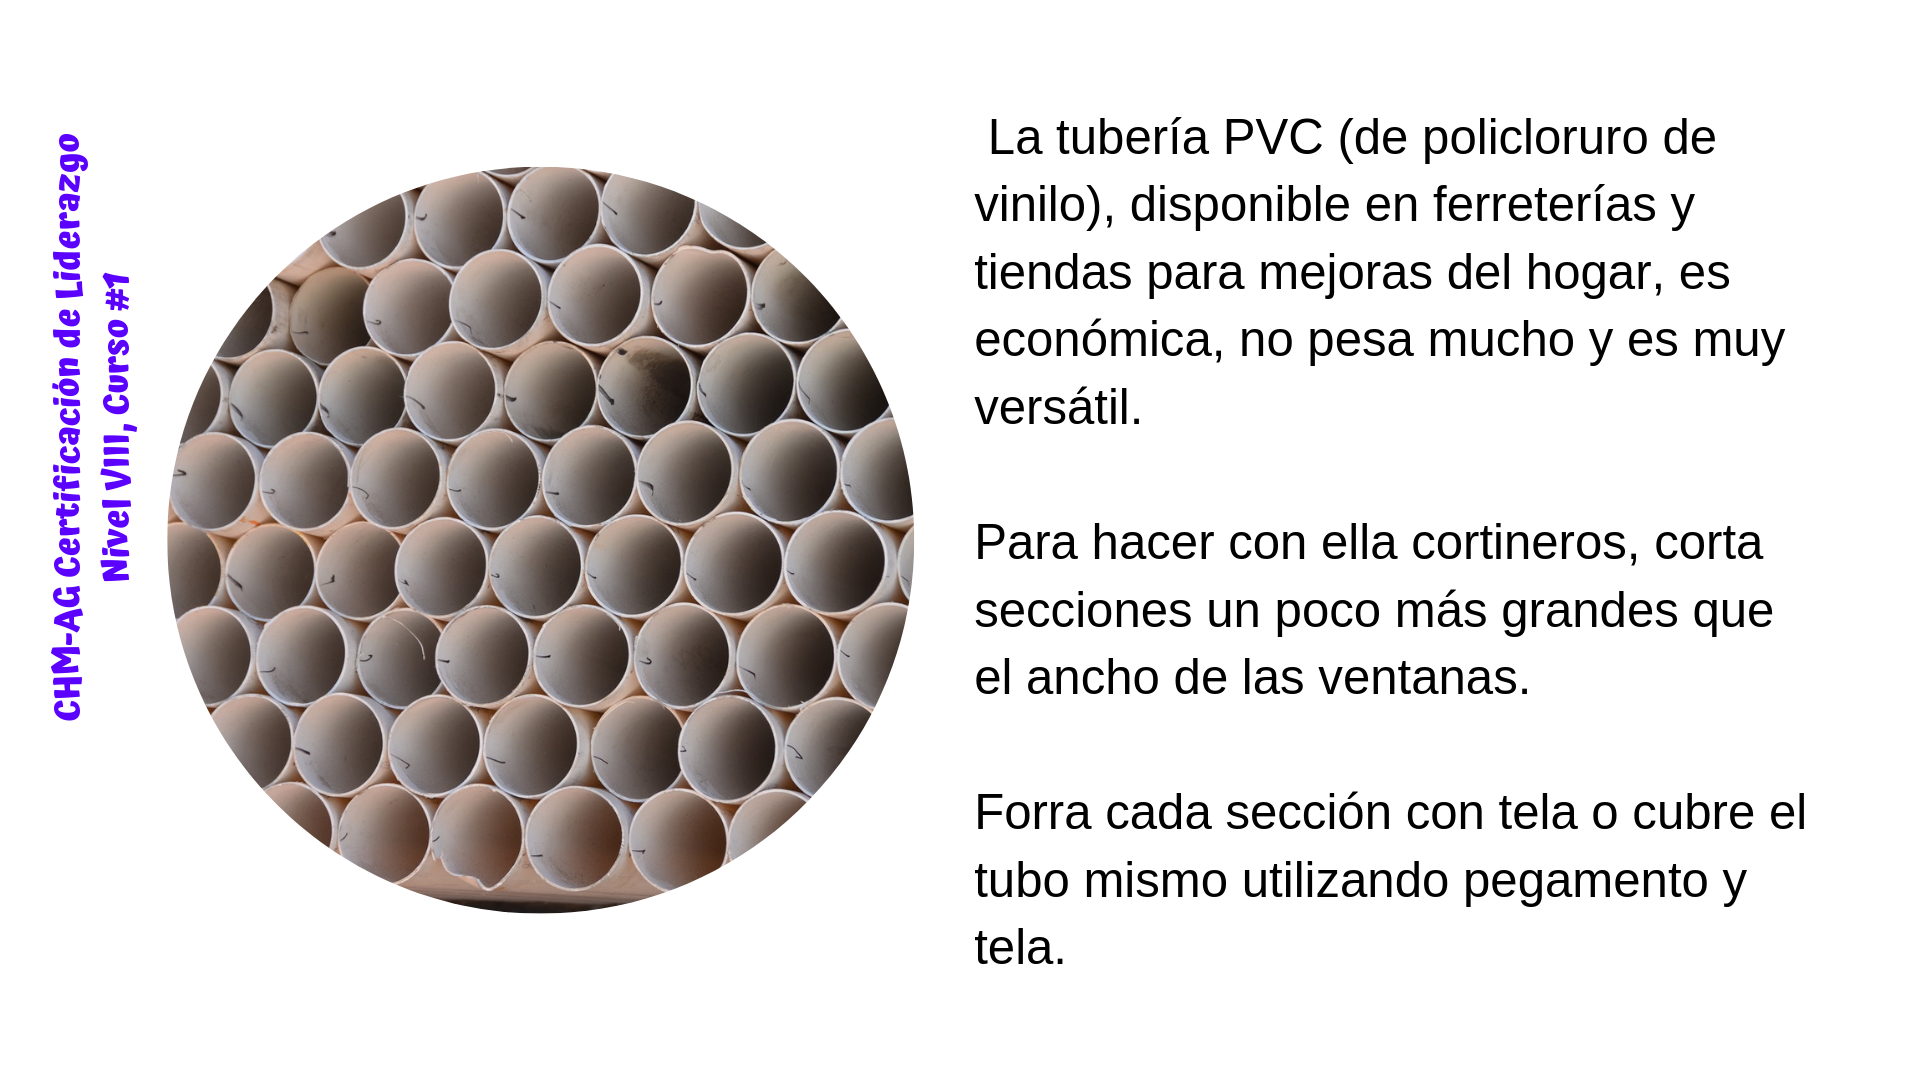 CHM-AG Certificación de Liderazgo
Nivel VIII, Curso #1
La tubería PVC (de policloruro de
vinilo), disponible en ferreterías y
tiendas para mejoras del hogar, es
económica, no pesa mucho y es muy
versátil.
Para hacer con ella cortineros, corta
secciones un poco más grandes que
el ancho de las ventanas.
Forra cada sección con tela o cubre el
tubo mismo utilizando pegamento y
tela.